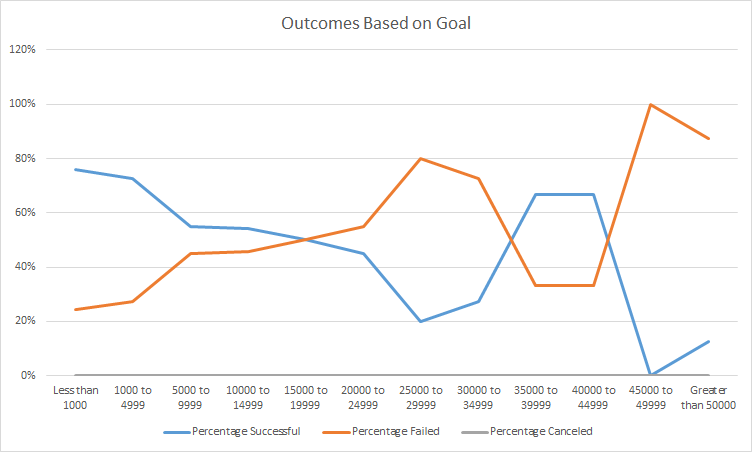 Outcomes Based on Goal
120%
100%
80%
60%
40%
20%
0%
Less than 1000 to 5000 to 10000 to 15000 to 20000 to 25000 to 30000 to 35000 to 40000 to 45000 to Greater
1000 4999 9999 14999 19999 24999 29999 34999 39999 44999 49999 than 50000
Percentage Successful Percentage Failed Percentage Canceled